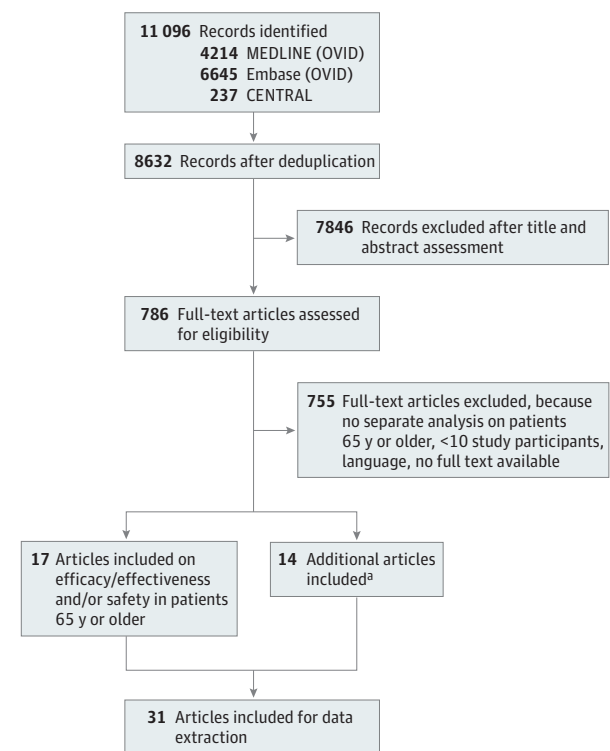 11 096 Records identified
4214 MEDLINE (OVID)
6645 Embase (OVID)
237 CENTRAL
8632 Records after deduplication
7846 Records excluded after title and
abstract assessment
786 Full-text articles assessed
for eligibility
755 Full-text articles excluded, because
no separate analysis on patients
65 y or older, <10 study participants,
language, no full text available
17 Articles included on
efficacy/effectiveness
and/or safety in patients
65 y or older
14 Additional articles
includedᵃ
31 Articles included for data
extraction